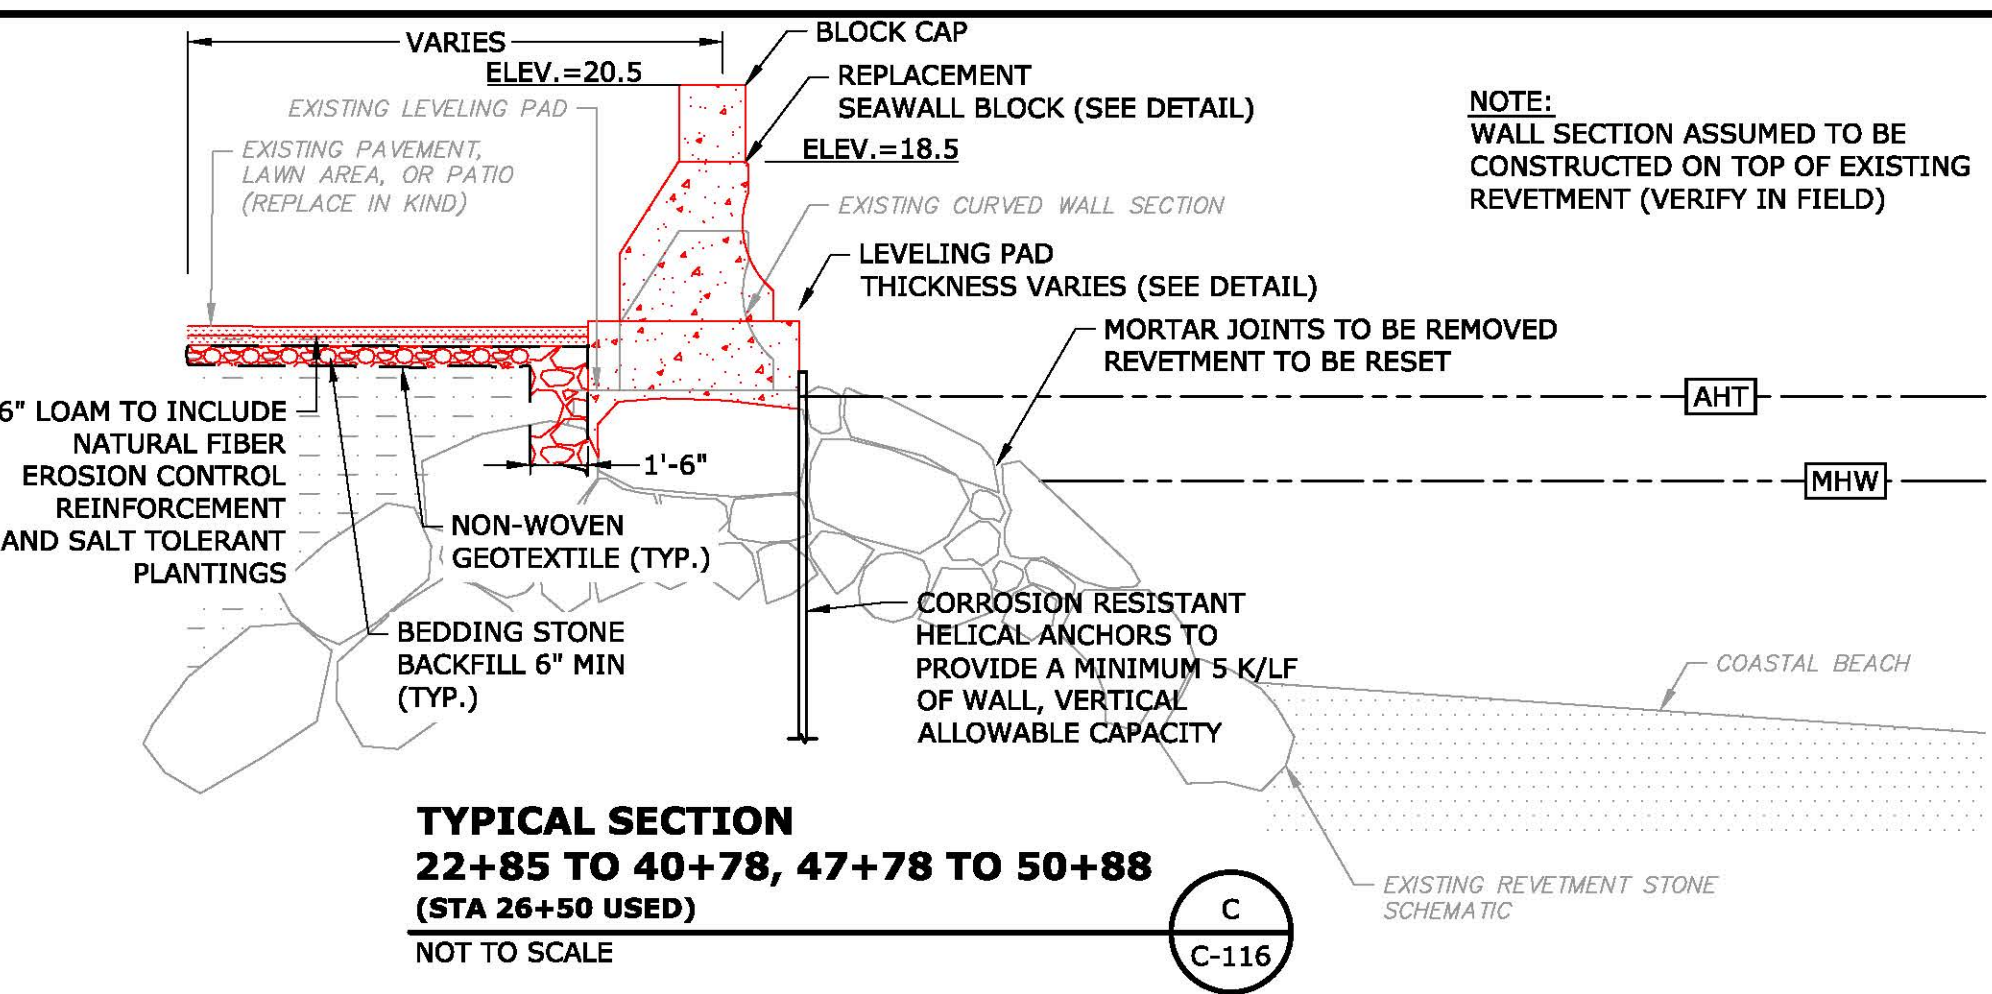 VARIES
BLOCK CAP
ELEV.=20.5
REPLACEMENT
SEAWALL BLOCK (SEE DETAIL)
EXISTING LEVELING PAD
NOTE:
WALL SECTION ASSUMED TO BE
CONSTRUCTED ON TOP OF EXISTING
REVETMENT (VERIFY IN FIELD)
EXISTING PAVEMENT,
LAWN AREA, OR PATIO
(REPLACE IN KIND)
ELEV.=18.5
EXISTING CURVED WALL SECTION
LEVELING PAD
THICKNESS VARIES (SEE DETAIL)
MORTAR JOINTS TO BE REMOVED
REVETMENT TO BE RESET
AHT
MHW
6" LOAM TO INCLUDE
NATURAL FIBER
EROSION CONTROL
REINFORCEMENT
AND SALT TOLERANT
PLANTINGS
1'-6"
NON-WOVEN
GEOTEXTILE (TYP.)
BEDDING STONE
BACKFILL 6" MIN
(TYP.)
CORROSION RESISTANT
HELICAL ANCHORS TO
PROVIDE A MINIMUM 5 K/LF
OF WALL, VERTICAL
ALLOWABLE CAPACITY
COASTAL BEACH
EXISTING REVETMENT STONE
SCHEMATIC
TYPICAL SECTION
22+85 TO 40+78, 47+78 TO 50+88
(STA 26+50 USED)
NOT TO SCALE
C
C-116